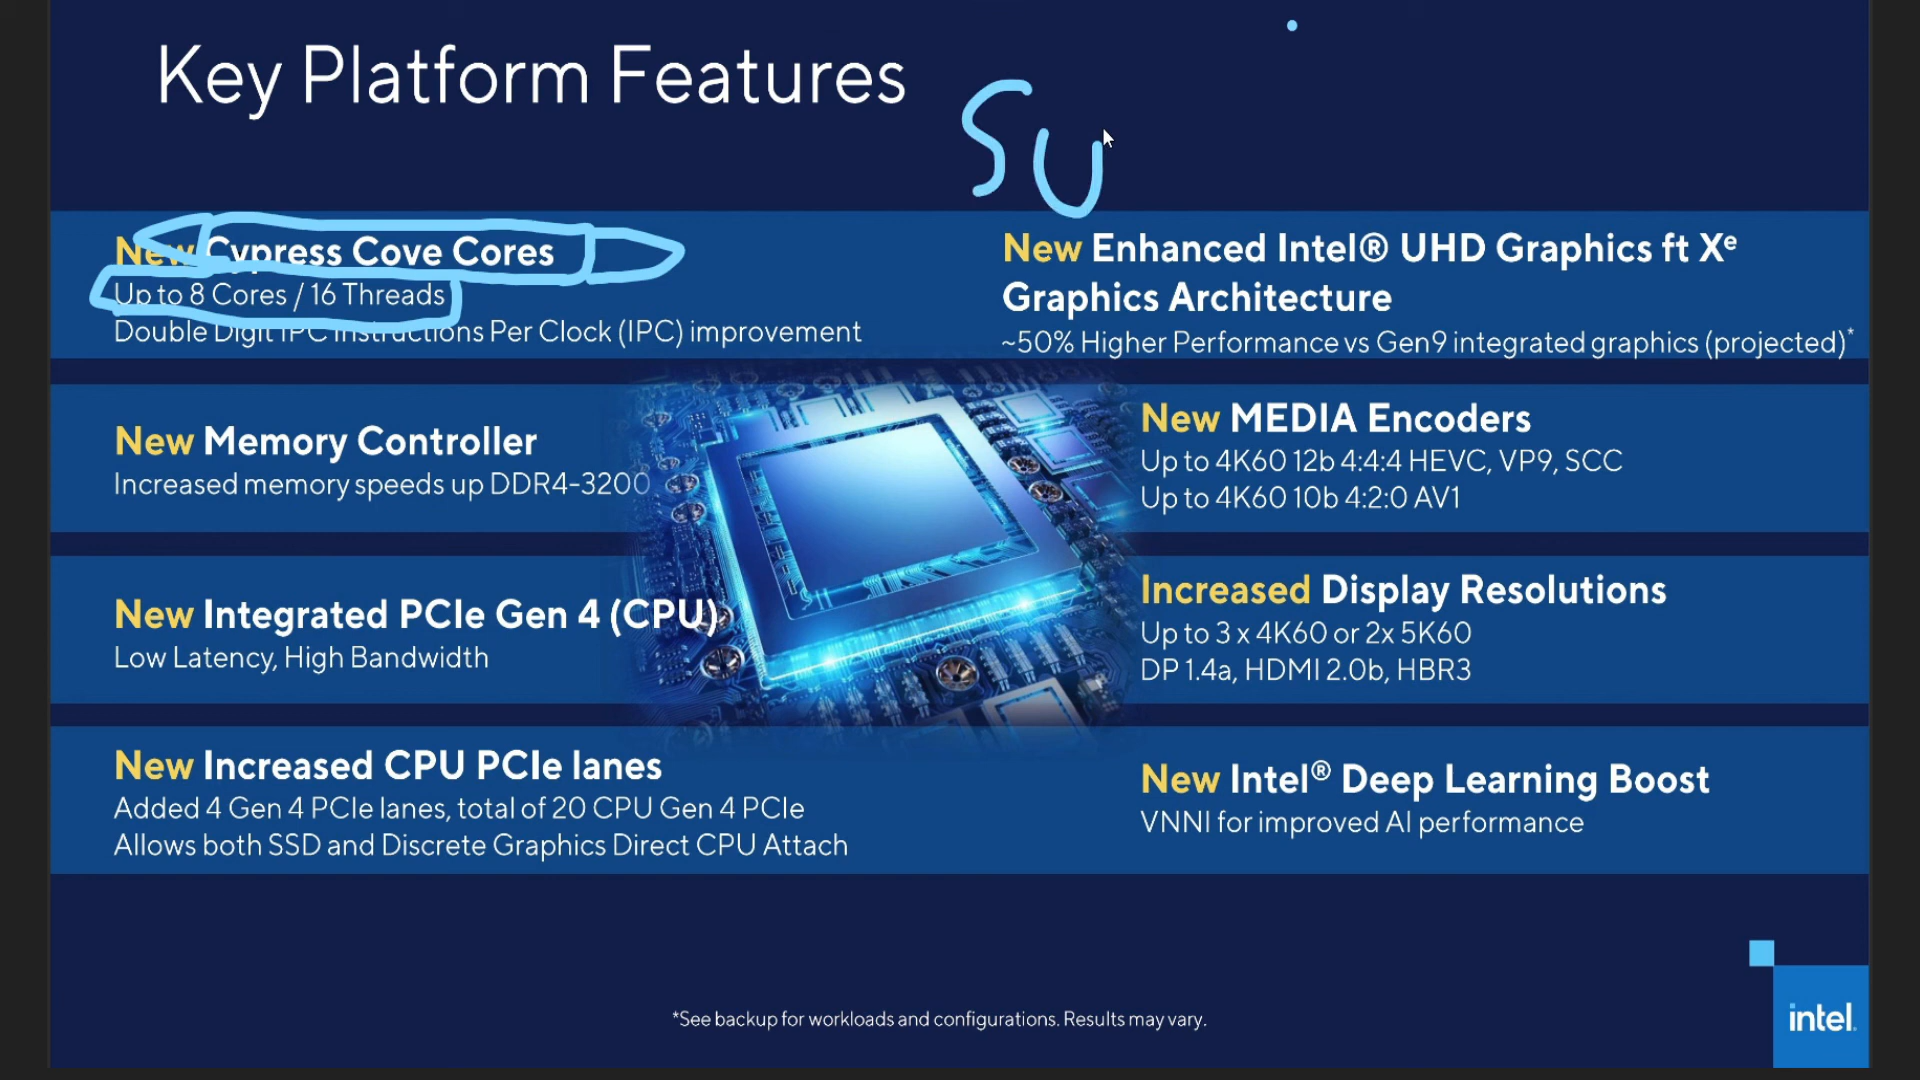 Key Platform Features
SU
New Cypress Cove Cores
Up to 8 Cores / 16 Threads
Double Digit IPC Instructions Per Clock (IPC) improvement
New Memory Controller
Increased memory speeds up DDR4-3200
New Integrated PCIe Gen 4 (CPU)
Low Latency, High Bandwidth
New Increased CPU PCIe lanes
Added 4 Gen 4 PCIe lanes, total of 20 CPU Gen 4 PCIe
Allows both SSD and Discrete Graphics Direct CPU Attach
New Enhanced Intel® UHD Graphics ft Xᵉ
Graphics Architecture
~50% Higher Performance vs Gen9 integrated graphics (projected)*
New MEDIA Encoders
Up to 4K60 12b 4:4:4 HEVC, VP9, SCC
Up to 4K60 10b 4:2:0 AV1
Increased Display Resolutions
Up to 3 x 4K60 or 2x 5K60
DP 1.4a, HDMI 2.0b, HBR3
New Intel® Deep Learning Boost
VNNI for improved AI performance
*See backup for workloads and configurations. Results may vary.
intel.